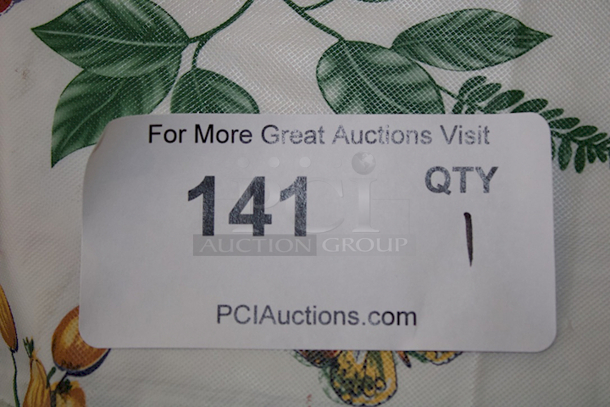 For More Great Auctions Visit
141
QTY
1
PCI
AUCTION GROUP
PCIAuctions.com